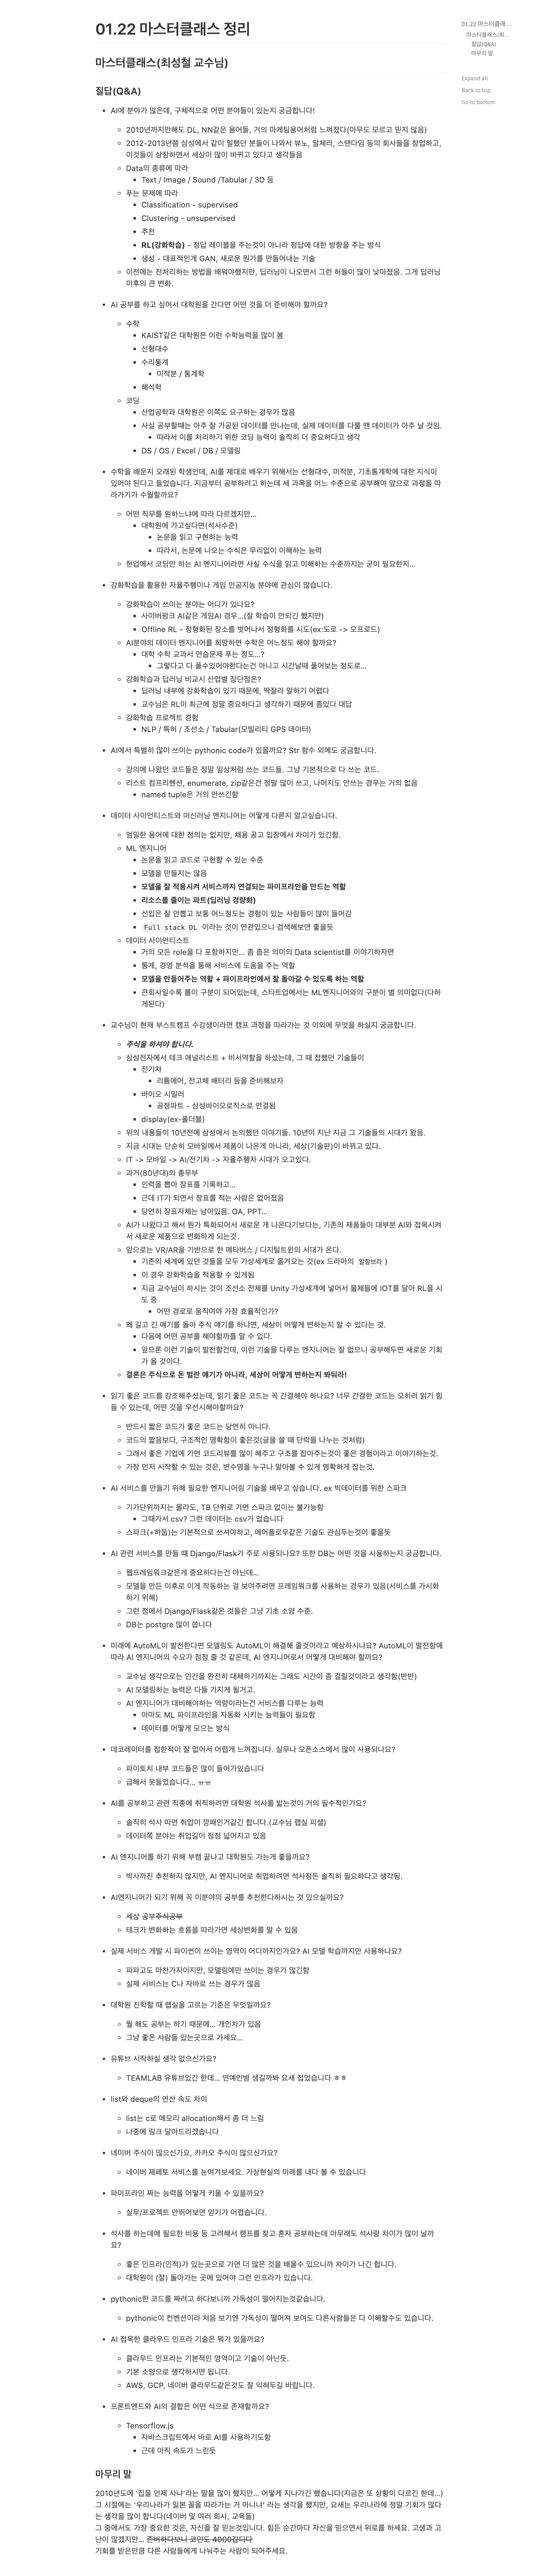 01.22 마스터클래스 정리
01.22 마스터클래...
마스터클래스(최...
질답(Q&A)
마무리 말
Expand all
Back to top
Go to bottom
마스터클래스(최성철 교수님)
질답(Q&A)
AI에 분야가 많은데, 구체적으로 어떤 분야들이 있는지 궁금합니다!
2010년까지만해도 DL, NN같은 용어들, 거의 마케팅용어처럼 느껴졌다(아무도 모르고 믿지 않음)
2012-2013년쯤 삼성에서 같이 일했던 분들이 나와서 뷰노, 알체라, 스탠다임 등의 회사들을 창업하고,
이것들이 상장하면서 세상이 많이 바뀌고 있다고 생각들음
Data의 종류에 따라
Text / Image / Sound /Tabular / 3D 등
푸는 문제에 따라
Classification - supervised
Clustering - unsupervised
추천
RL(강화학습) - 정답 레이블을 주는것이 아니라 정답에 대한 방향을 주는 방식
생성 - 대표적인게 GAN, 새로운 뭔가를 만들어내는 기술
이전에는 전처리하는 방법을 배워야했지만, 딥러닝이 나오면서 그런 허들이 많이 낮아졌음. 그게 딥러닝
이후의 큰 변화.
AI 공부를 하고 싶어서 대학원을 간다면 어떤 것을 더 준비해야 할까요?
수학
KAIST같은 대학원은 이런 수학능력을 많이 봄
선형대수
수리통계
미적분 / 통계학
해석학
코딩
산업공학과 대학원은 이쪽도 요구하는 경우가 많음
사실 공부할때는 아주 잘 가공된 데이터를 만나는데, 실제 데이터를 다룰 땐 데이터가 아주 날 것임.
따라서 이를 처리하기 위한 코딩 능력이 솔직히 더 중요하다고 생각
DS / OS / Excel / DB / 모델링
수학을 배운지 오래된 학생인데, AI를 제대로 배우기 위해서는 선형대수, 미적분, 기초통계학에 대한 지식이
있어야 된다고 들었습니다. 지금부터 공부하려고 하는데 세 과목을 어느 수준으로 공부해야 앞으로 과정을 따
라가기가 수월할까요?
어떤 직무를 원하느냐에 따라 다르겠지만...
대학원에 가고싶다면(석사수준)
논문을 읽고 구현하는 능력
따라서, 논문에 나오는 수식은 무리없이 이해하는 능력
현업에서 코딩만 하는 AI 엔지니어라면 사실 수식을 읽고 이해하는 수준까지는 굳이 필요한지...
강화학습을 활용한 자율주행이나 게임 인공지능 분야에 관심이 많습니다.
강화학습이 쓰이는 분야는 어디가 있나요?
사이버펑크 AI같은 게임AI 경우...(잘 학습이 안되긴 했지만)
Offline RL - 정형화된 장소를 벗어나서 정형화를 시도(ex:도로 -> 오프로드)
AI분야의 데이터 엔지니어를 희망하면 수학은 어느정도 해야 할까요?
대학 수학 교과서 연습문제 푸는 정도...?
그렇다고 다 풀수있어야한다는건 아니고 시간날때 풀어보는 정도로...
강화학습과 딥러닝 비교시 산업별 장단점은?
딥러닝 내부에 강화학습이 있기 때문에, 딱잘라 말하기 어렵다
교수님은 RL이 최근에 정말 중요하다고 생각하기 때문에 좀있다 대답
강화학습 프로젝트 경험
NLP / 특허 / 조선소 / Tabular(모빌리티 GPS 데이터)
AI에서 특별히 많이 쓰이는 pythonic code가 있을까요? Str 함수 외에도 궁금합니다.
강의에 나왔던 코드들은 정말 일상처럼 쓰는 코드들. 그냥 기본적으로 다 쓰는 코드.
리스트 컴프리헨션, enumerate, zip같은건 정말 많이 쓰고, 나머지도 안쓰는 경우는 거의 없음
named tuple은 거의 안쓰긴함
데이터 사이언티스트와 머신러닝 엔지니어는 어떻게 다른지 알고싶습니다.
엄밀한 용어에 대한 정의는 없지만, 채용 공고 입장에서 차이가 있긴함.
ML 엔지니어
논문을 읽고 코드로 구현할 수 있는 수준
모델을 만들지는 않음
모델을 잘 적용시켜 서비스까지 연결되는 파이프라인을 만드는 역할
리소스를 줄이는 파트(딥러닝 경량화)
신입은 잘 안뽑고 보통 어느정도는 경험이 있는 사람들이 많이 들어감
Full stack DL 이라는 것이 연관있으니 검색해보면 좋을듯
데이터 사이언티스트
거의 모든 role을 다 포함하지만... 좀 좁은 의미의 Data scientist를 이야기하자면
통계, 경영 분석을 통해 서비스에 도움을 주는 역할
모델을 만들어주는 역할 + 파이프라인에서 잘 돌아갈 수 있도록 하는 역할
큰회사일수록 롤이 구분이 되어있는데, 스타트업에서는 ML엔지니어와의 구분이 별 의미없다(다하
게된다)
교수님이 현재 부스트캠프 수강생이라면 캠프 과정을 따라가는 것 이외에 무엇을 하실지 궁금합니다.
주식을 하셔야 합니다.
삼성전자에서 테크 애널리스트 + 비서역할을 하셨는데, 그 때 접했던 기술들이
전기차
리튬에어, 전고체 배터리 등을 준비해보자
바이오 시밀러
공정파트 - 삼성바이오로직스로 연결됨
display(ex-폴더블)
위의 내용들이 10년전에 삼성에서 논의했던 이야기들. 10년이 지난 지금 그 기술들의 시대가 왔음.
지금 시대는 단순히 모바일에서 제품이 나온게 아니라, 세상(기술판)이 바뀌고 있다.
IT -> 모바일 -> AI/전기차 -> 자율주행차 시대가 오고있다.
과거(80년대)의 총무부
인력을 뽑아 장표를 기록하고...
근데 IT가 되면서 장표를 적는 사람은 없어졌음
당연히 장표자체는 남아있음. OA, PPT...
AI가 나왔다고 해서 뭔가 특화되어서 새로운 게 나온다기보다는, 기존의 제품들이 대부분 AI와 접목시켜
서 새로운 제품으로 변화하게 되는것.
앞으로는 VR/AR을 기반으로 한 메타버스 / 디지털트윈의 시대가 온다.
기존의 세계에 있던 것들을 모두 가상세계로 옮겨오는 것(ex 드라마의 알함브라 )
이 경우 강화학습을 적용할 수 있게됨
지금 교수님이 하시는 것이 조선소 전체를 Unity 가상세계에 넣어서 물체들에 IOT를 달아 RL을 시
도 중
어떤 경로로 움직여야 가장 효율적인가?
왜 길고 긴 얘기를 돌아 주식 얘기를 하냐면, 세상이 어떻게 변하는지 알 수 있다는 것.
다음에 어떤 공부를 해야할까를 알 수 있다.
앞으론 이런 기술이 발전할건데, 이런 기술을 다루는 엔지니어는 잘 없으니 공부해두면 새로운 기회
가 올 것이다.
결론은 주식으로 돈 벌란 얘기가 아니라, 세상이 어떻게 변하는지 봐둬라!
읽기 좋은 코드를 강조해주셨는데, 읽기 좋은 코드는 꼭 간결해야 하나요? 너무 간결한 코드는 오히려 읽기 힘
들 수 있는데, 어떤 것을 우선시해야할까요?
반드시 짧은 코드가 좋은 코드는 당연히 아니다.
코드의 짧음보다, 구조적인 명확함이 좋은것(글을 쓸 때 단락을 나누는 것처럼)
그래서 좋은 기업에 가면 코드리뷰를 많이 해주고 구조를 잡아주는것이 좋은 경험이라고 이야기하는것.
가장 먼저 시작할 수 있는 것은, 변수명을 누구나 알아볼 수 있게 명확하게 잡는것.
AI 서비스를 만들기 위해 필요한 엔지니어링 기술을 배우고 싶습니다. ex 빅데이터를 위한 스파크
기가단위까지는 몰라도, TB 단위로 가면 스파크 없이는 불가능함
그때가서 csv? 그런 데이터는 csv가 없습니다
스파크(+하둡)는 기본적으로 쓰셔야하고, 에어플로우같은 기술도 관심두는것이 좋을듯
AI 관련 서비스를 만들 때 Django/Flask가 주로 사용되나요? 또한 DB는 어떤 것을 사용하는지 궁금합니다.
웹프레임워크같은게 중요하다는건 아닌데...
모델을 만든 이후로 이게 작동하는 걸 보여주려면 프레임워크를 사용하는 경우가 있음(서비스를 가시화
하기 위해)
그런 점에서 Django/Flask같은 것들은 그냥 기초 소양 수준.
DB는 postgre 많이 씁니다
미래에 AutoML이 발전한다면 모델링도 AutoML이 해결해 줄것이라고 예상하시나요? AutoML이 발전함에
따라 AI 엔지니어의 수요가 점점 줄 것 같은데, AI 엔지니어로서 어떻게 대비해야 할까요?
교수님 생각으로는 인간을 완전히 대체하기까지는 그래도 시간이 좀 걸릴것이라고 생각함(반반)
AI 모델링하는 능력은 다들 가지게 될거고.
AI 엔지니어가 대비해야하는 역량이라는건 서비스를 다루는 능력
아마도 ML 파이프라인을 자동화 시키는 능력들이 필요함
데이터를 어떻게 모으는 방식
데코레이터를 접한적이 잘 없어서 어렵게 느껴집니다. 실무나 오픈소스에서 많이 사용되나요?
파이토치 내부 코드들은 많이 들어가있습니다
급해서 못들었습니다... ㅠㅠ
AI를 공부하고 관련 직종에 취직하려면 대학원 석사를 밟는것이 거의 필수적인가요?
솔직히 석사 따면 취업이 깡패인거같긴 합니다.(교수님 랩실 피셜)
데이터쪽 분야는 취업길이 점점 넓어지고 있음
AI 엔지니어를 하기 위해 부캠 끝나고 대학원도 가는게 좋을까요?
박사까진 추천하지 않지만, AI 엔지니어로 취업하려면 석사정돈 솔직히 필요하다고 생각됨.
AI엔지니어가 되기 위해 꼭 이분야의 공부를 추천한다하시는 것 있으실까요?
세상 공부주식공부
테크가 변화하는 흐름을 따라가면 세상변화를 알 수 있음
실제 서비스 개발 시 파이썬이 쓰이는 영역이 어디까지인가요? AI 모델 학습까지만 사용하나요?
파파고도 마찬가지이지만, 모델링에만 쓰이는 경우가 많긴함
실제 서비스는 C나 자바로 쓰는 경우가 많음
대학원 진학할 때 랩실을 고르는 기준은 무엇일까요?
뭘 해도 공부는 하기 때문에... 개인차가 있음
그냥 좋은 사람들 있는곳으로 가세요...
유튜브 시작하실 생각 없으신가요?
TEAMLAB 유튜브있긴 한데... 연예인병 생길까봐 요새 접었습니다 ㅎㅎ
list와 deque의 연산 속도 차이
list는 c로 메모리 allocation해서 좀 더 느림
나중에 링크 달아드리겠습니다
네이버 주식이 많으신가요, 카카오 주식이 많으신가요?
네이버 제페토 서비스를 눈여겨보세요. 가상현실의 미래를 내다 볼 수 있습니다
파이프라인 짜는 능력을 어떻게 키울 수 있을까요?
실무/프로젝트 안뛰어보면 얻기가 어렵습니다.
석사를 하는데에 필요한 비용 등 고려해서 캠프를 찾고 혼자 공부하는데 아무래도 석사랑 차이가 많이 날까
요?
좋은 인프라(인적)가 있는곳으로 가면 더 많은 것을 배울수 있으니까 차이가 나긴 합니다.
대학원이 (잘) 돌아가는 곳에 있어야 그런 인프라가 있습니다.
pythonic한 코드를 짜려고 하다보니까 가독성이 떨어지는것같습니다.
pythonic이 컨벤션이라 처음 보기엔 가독성이 떨어져 보여도 다른사람들은 다 이해할수도 있습니다.
AI 접목한 클라우드 인프라 기술은 뭐가 있을까요?
클라우드 인프라는 기본적인 영역이고 기술이 아닌듯.
기본 소양으로 생각하시면 됩니다.
AWS, GCP, 네이버 클라우드같은것도 잘 익혀두길 바랍니다.
프론트엔드와 AI의 결합은 어떤 식으로 존재할까요?
Tensorflow.js
자바스크립트에서 바로 AI를 사용하기도함
근데 아직 속도가 느린듯
마무리 말
2010년도에 '집을 언제 사나'라는 말을 많이 했지만... 어떻게 지나가긴 했습니다(지금은 또 상황이 다르긴 한데...)
그 시절에는 '우리나라가 일본 꼴을 따라가는 거 아니냐' 라는 생각을 했지만, 요새는 우리나라에 정말 기회가 많다
는 생각을 많이 합니다(네이버 및 여러 회사, 교육들)
그 중에서도 가장 중요한 것은, 자신을 잘 믿는것입니다. 힘든 순간마다 자신을 믿으면서 위로를 하세요. 고생과 고
난이 많겠지만... 존버하다보니 코인도 4000갑디다
기회를 받은만큼 다른 사람들에게 나눠주는 사람이 되어주세요.